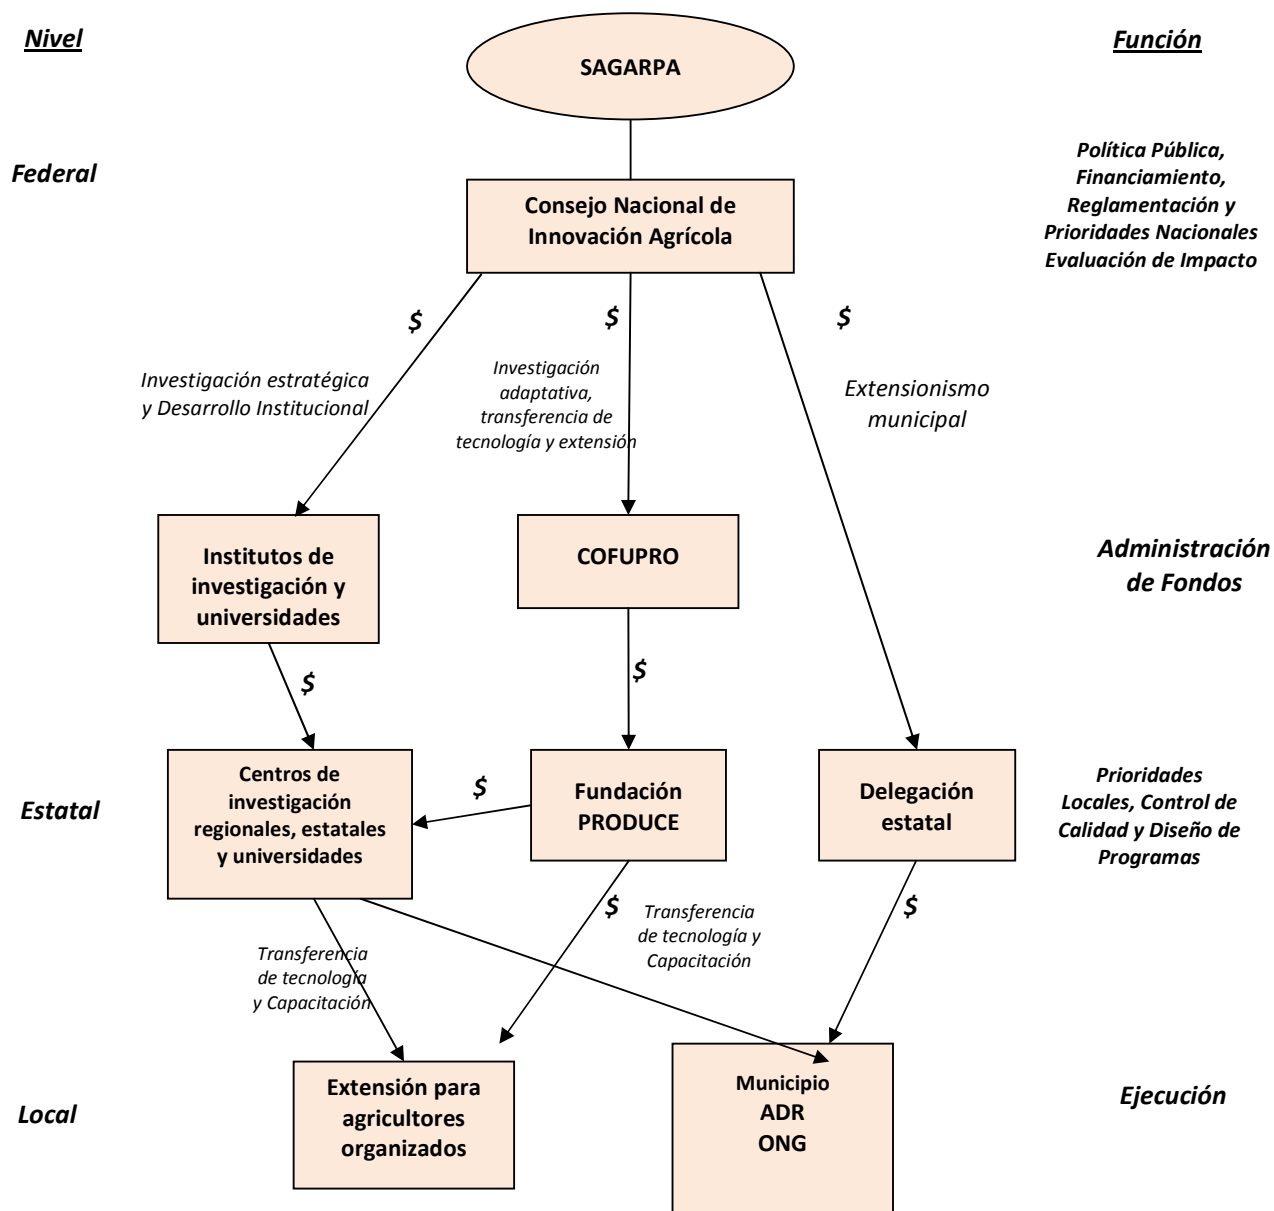 Nivel
Función
SAGARPA
Federal
Política Pública,
Financiamiento,
Reglamentación y
Prioridades Nacionales
Evaluación de Impacto
Consejo Nacional de
Innovación Agrícola
$
$
$
Investigación estratégica
y Desarrollo Institucional
Investigación
adaptativa,
transferencia de
tecnología y extensión
Extensionismo
municipal
Institutos de
investigación y
universidades
COFUPRO
Administración
de Fondos
$
$
Estatal
Centros de
investigación
regionales, estatales
y universidades
$
Fundación
PRODUCE
Delegación
estatal
Prioridades
Locales, Control de
Calidad y Diseño de
Programas
$
$
Transferencia
de tecnología
y Capacitación
Transferencia
de tecnología y
Capacitación
Local
Extensión para
agricultores
organizados
Municipio
ADR
ONG
Ejecución